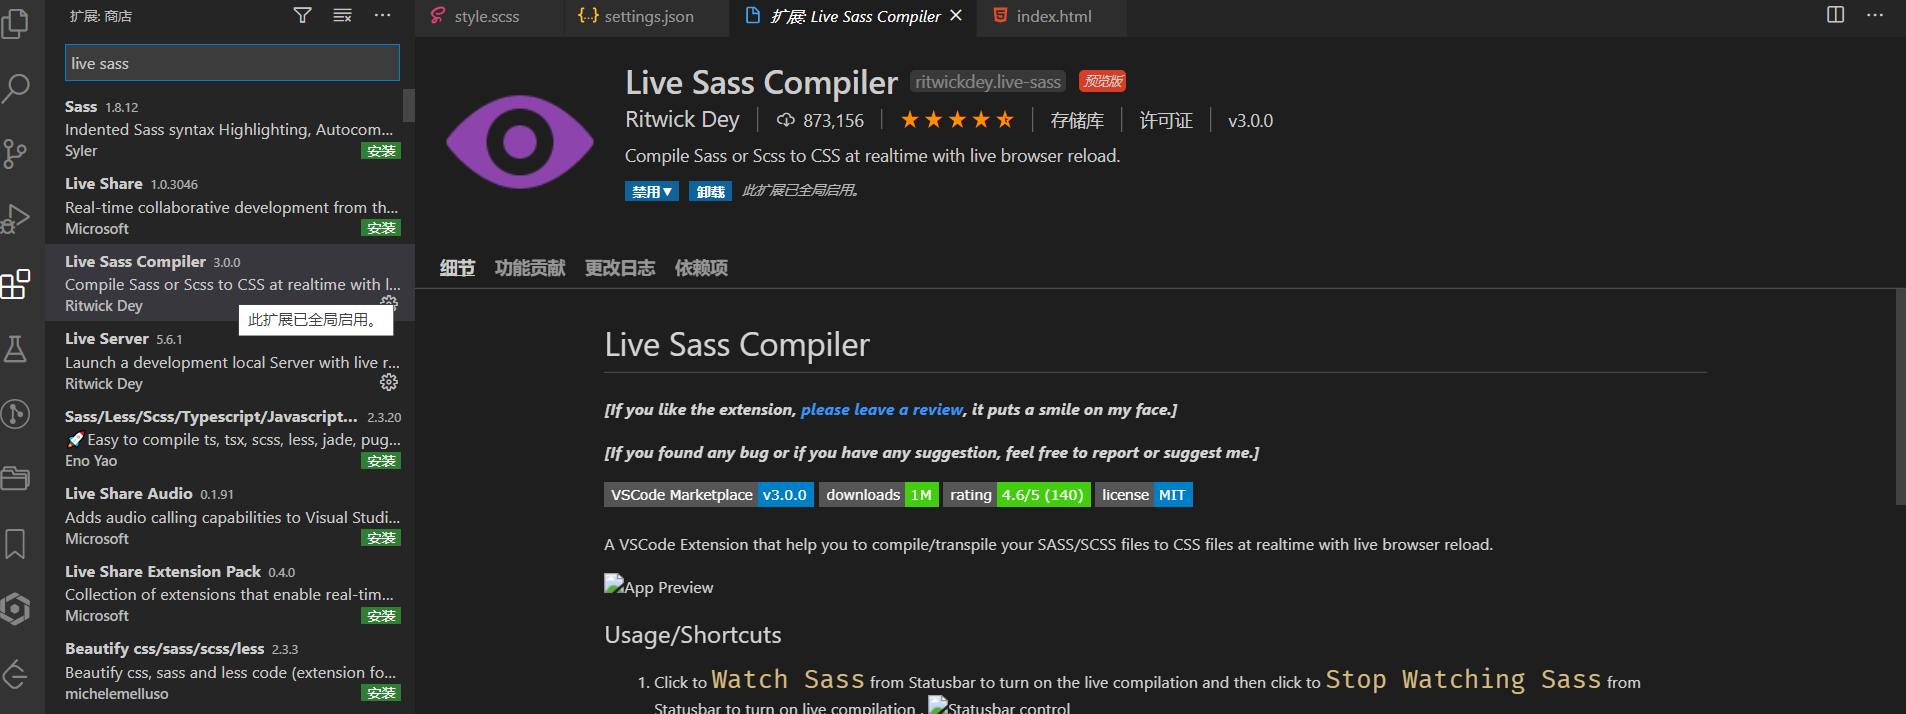 扩展: 商店
live sass
Sass 1.8.12
Indented Sass syntax Highlighting, Autocom...
Syler
安装
Live Share 1.0.3046
Real-time collaborative development from th...
Microsoft
安装
Live Sass Compiler 3.0.0
Compile Sass or Scss to CSS at realtime with l...
Ritwick Dey
此扩展已全局启用。
Live Server 5.6.1
Launch a development local Server with live r...
Ritwick Dey
Sass/Less/Scss/Typescript/Javascript... 2.3.20
🚀Easy to compile ts, tsx, scss, less, jade, pug,...
Eno Yao
安装
Live Share Audio 0.1.91
Adds audio calling capabilities to Visual Studi...
Microsoft
安装
Live Share Extension Pack 0.4.0
Collection of extensions that enable real-tim...
Microsoft
安装
Beautify css/sass/scss/less 2.3.3
Beautify css, sass and less code (extension fo...
michelemelluso
安装
style.scss
{..} settings.json
扩展: Live Sass Compiler
index.html
Live Sass Compiler ritwickdey.live-sass 预览版
Ritwick Dey 873,156 存储库 许可证 v3.0.0
Compile Sass or Scss to CSS at realtime with live browser reload.
禁用 卸载 此扩展已全局启用。
细节 功能贡献 更改日志 依赖项
Live Sass Compiler
[If you like the extension, please leave a review, it puts a smile on my face.]
[If you found any bug or if you have any suggestion, feel free to report or suggest me.]
VSCode Marketplace v3.0.0 downloads 1M rating 4.6/5 (140) license MIT
A VSCode Extension that help you to compile/transpile your SASS/SCSS files to CSS files at realtime with live browser reload.
App Preview
Usage/Shortcuts
1. Click to Watch Sass from Statusbar to turn on the live compilation and then click to Stop Watching Sass from
Statusbar to turn on live compilation . Statusbar control